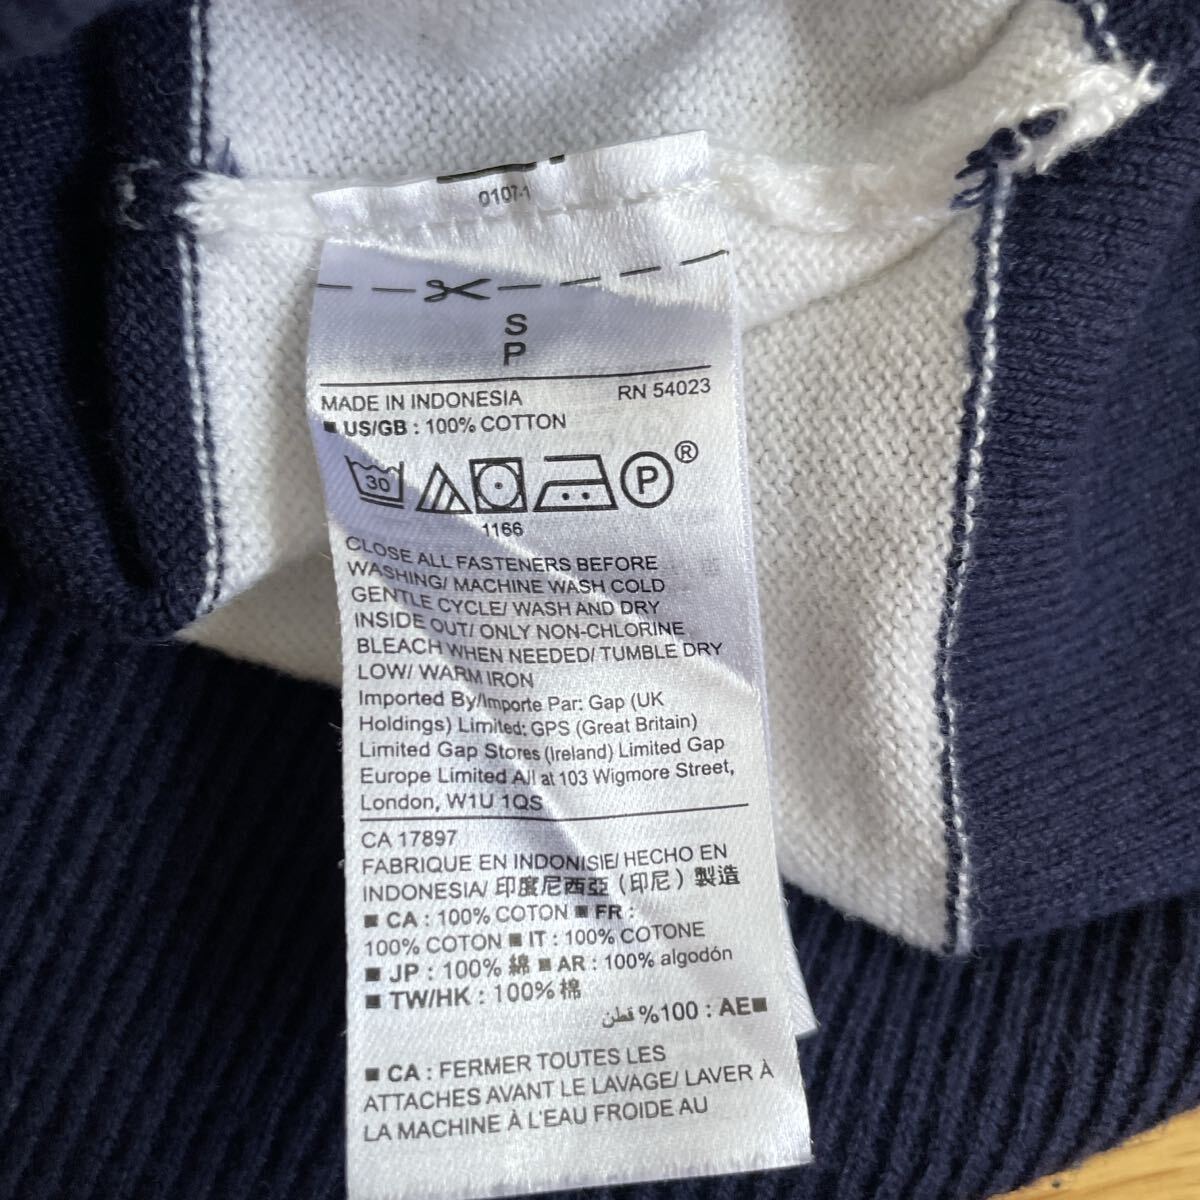 0107-1
S
P
MADE IN INDONESIA RN 54023
■ US/GB : 100% COTTON
30 P ®
1166
CLOSE ALL FASTENERS BEFORE
WASHING/ MACHINE WASH COLD
GENTLE CYCLE/ WASH AND DRY
INSIDE OUT/ ONLY NON-CHLORINE
BLEACH WHEN NEEDED/ TUMBLE DRY
LOW/ WARM IRON
Imported By/Importe Par: Gap (UK
Holdings) Limited; GPS (Great Britain)
Limited Gap Stores (Ireland) Limited Gap
Europe Limited All at 103 Wigmore Street,
London, W1U 1QS
CA 17897
FABRIQUE EN INDONISIE/ HECHO EN
INDONESIA/ 印度尼西亞 (印尼) 製造
■ CA : 100% COTON ■ FR :
100% COTON ■ IT : 100% COTONE
■ JP : 100% 綿 ■ AR : 100% algodón
■ TW/HK : 100% 棉
■AE : 100% قطن
■ CA : FERMER TOUTES LES
ATTACHES AVANT LE LAVAGE/ LAVER À
LA MACHINE À L'EAU FROIDE AU